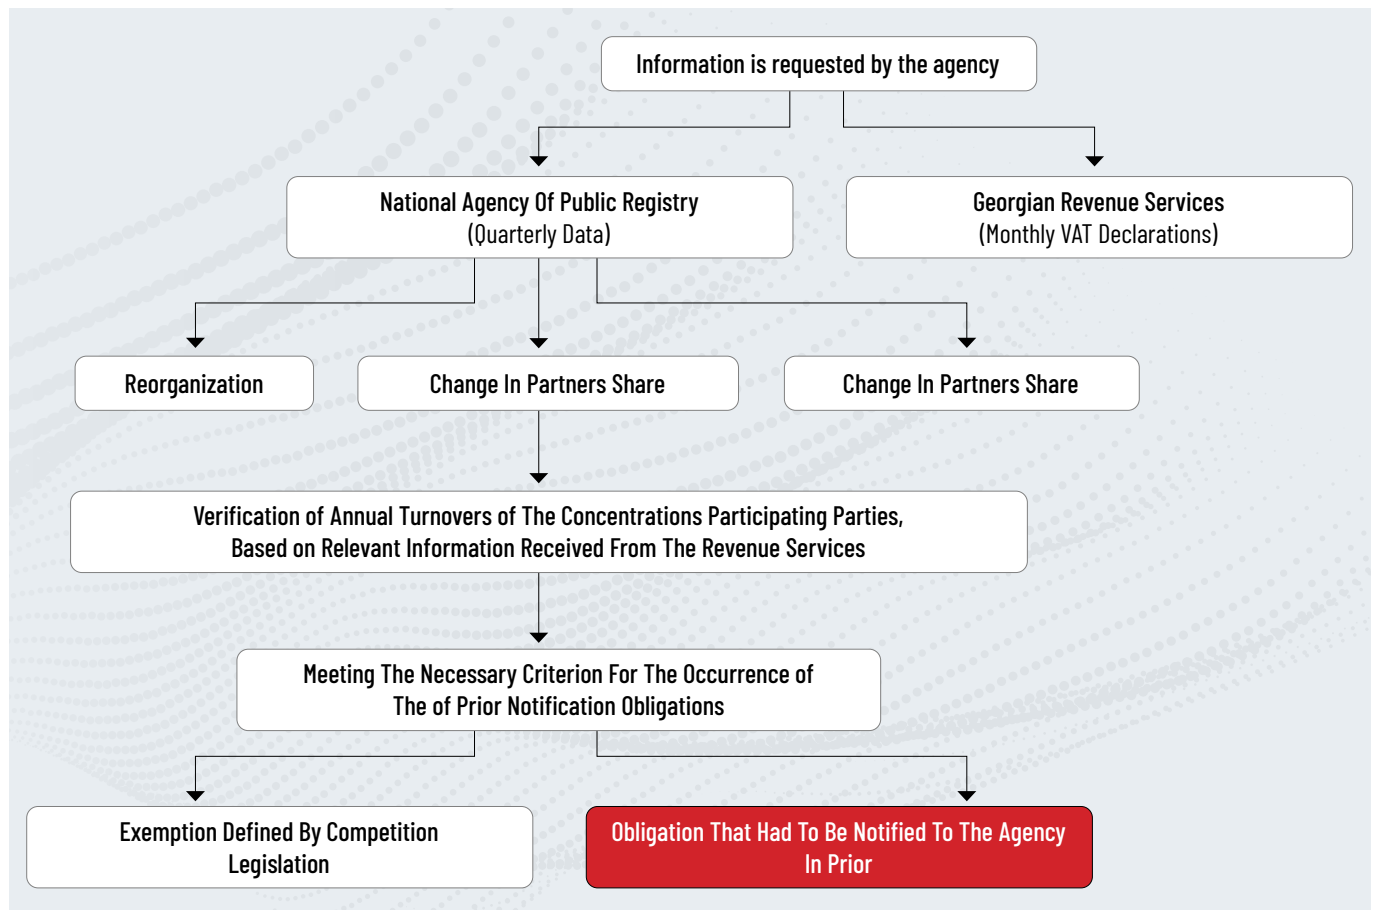 Information is requested by the agency
National Agency Of Public Registry
(Quarterly Data)
Georgian Revenue Services
(Monthly VAT Declarations)
Reorganization
Change In Partners Share
Change In Partners Share
Verification of Annual Turnovers of The Concentrations Participating Parties,
Based on Relevant Information Received From The Revenue Services
Meeting The Necessary Criterion For The Occurrence of
The of Prior Notification Obligations
Exemption Defined By Competition
Legislation
Obligation That Had To Be Notified To The Agency
In Prior